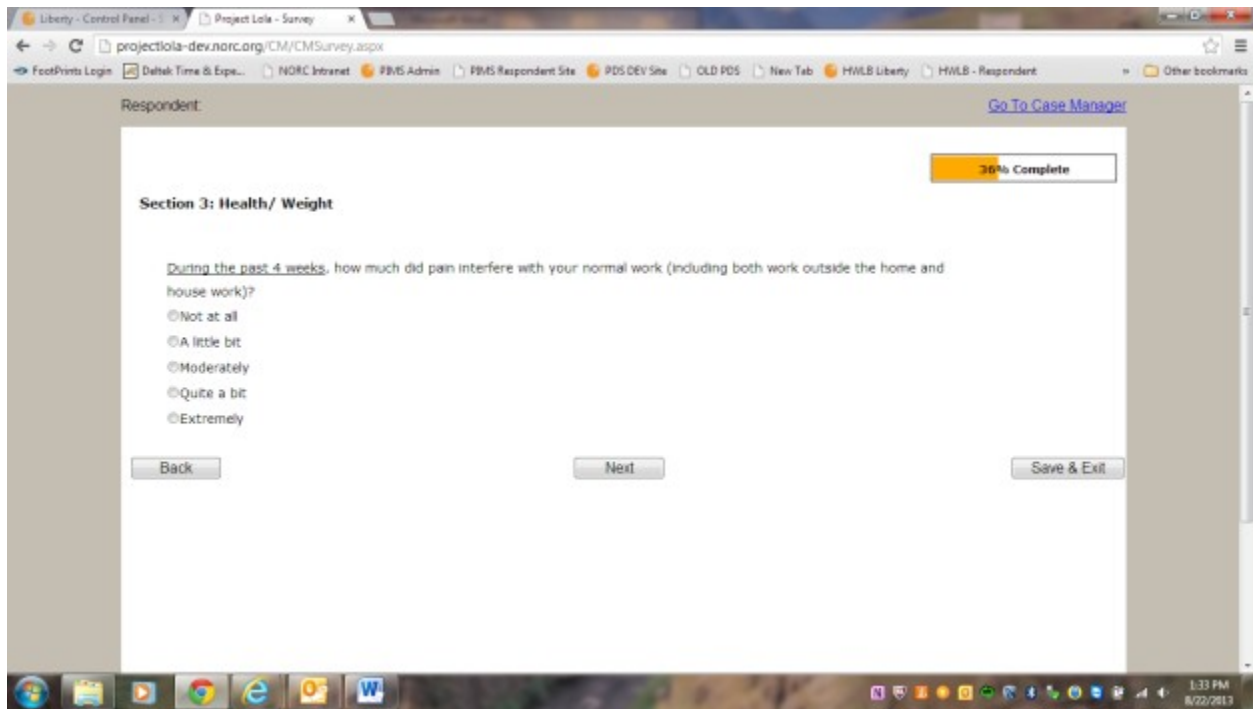 Liberty - Control Panel - S
Project Lola - Survey
projectlola-dev.norc.org/CM/CMSurvey.aspx
FootPrints Login
Deltek Time & Expe...
NORC Intranet
PIMS Admin
PIMS Respondent Site
PDS DEV Site
OLD PDS
New Tab
HWLB Liberty
HWLB - Respondent
»
Other bookmarks
Respondent:
Go To Case Manager
36% Complete
Section 3: Health/ Weight
During the past 4 weeks, how much did pain interfere with your normal work (including both work outside the home and
house work)?
Not at all
A little bit
Moderately
Quite a bit
Extremely
Back
Next
Save & Exit
1:33 PM
8/22/2013